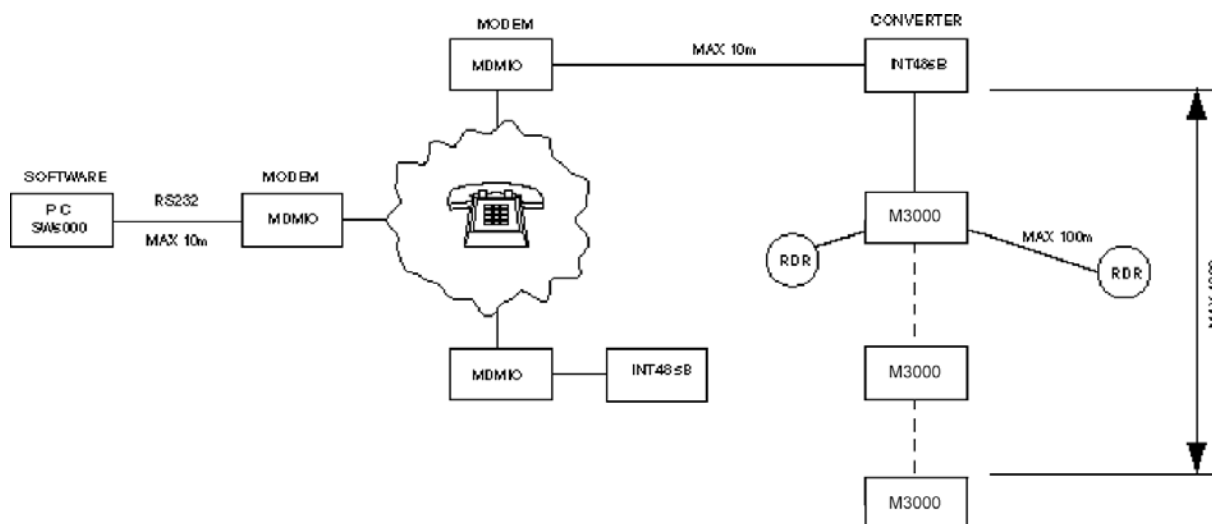 MODEM
MDMIO
MAX 10m
CONVERTER
INT485B
SOFTWARE
PC
SW5000
RS232
MAX 10m
MODEM
MDMIO
M3000
RDR
MAX 100m
RDR
MAX
MDMIO
INT485B
M3000
M3000